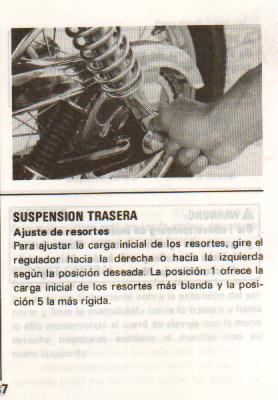 SUSPENSION TRASERA
Ajuste de resortes
Para ajustar la carga inicial de los resortes, gire el
regulador hacia la derecha o hacia la izquierda
según la posición deseada. La posición 1 ofrece la
carga inicial de los resortes más blanda y la posi-
ción 5 la más rígida.